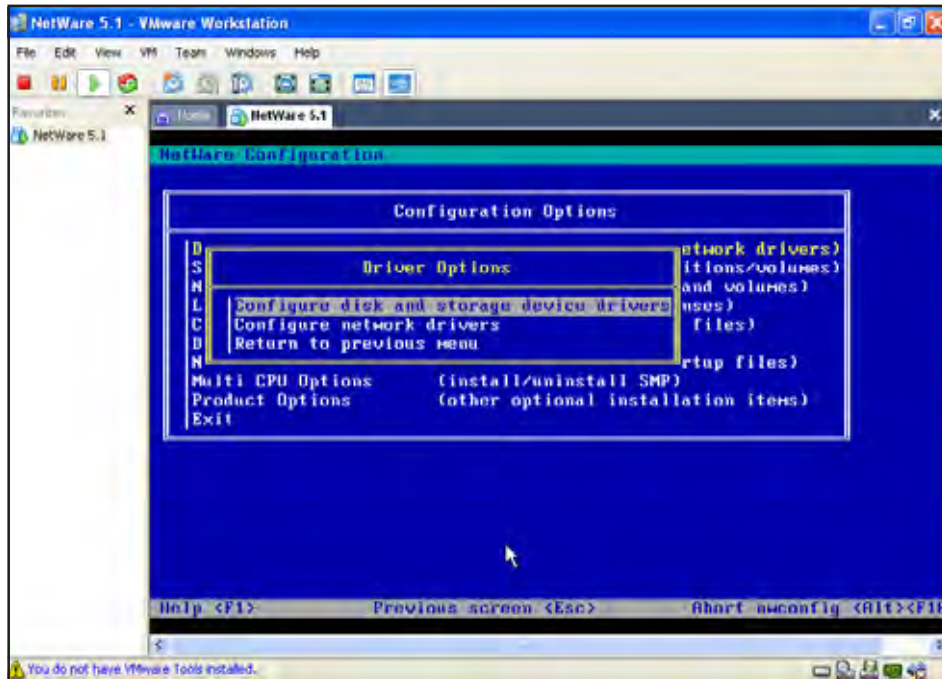 NetWare 5.1 - VMware Workstation
File Edit View VM Team Windows Help
Favorites
Home NetWare 5.1
NetWare 5.1
NetWare Configuration
Configuration Options
D etwork drivers)
S Driver Options itions/volumes)
N and volumes)
L Configure disk and storage device drivers nses)
C Configure network drivers files)
D Return to previous menu
N rtup files)
Multi CPU Options (install/uninstall SMP)
Product Options (other optional installation items)
Exit
Help <F1> Previous screen <Esc> Abort nwconfig <Alt><F1
You do not have VMware Tools installed.